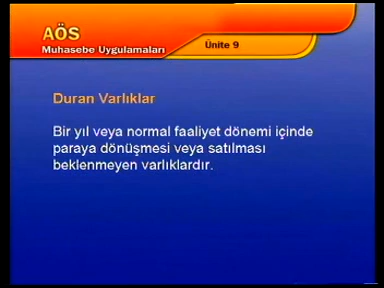 AÖS
Muhasebe Uygulamaları
Ünite 9
Duran Varlıklar
Bir yıl veya normal faaliyet dönemi içinde
paraya dönüşmesi veya satılması
beklenmeyen varlıklardır.